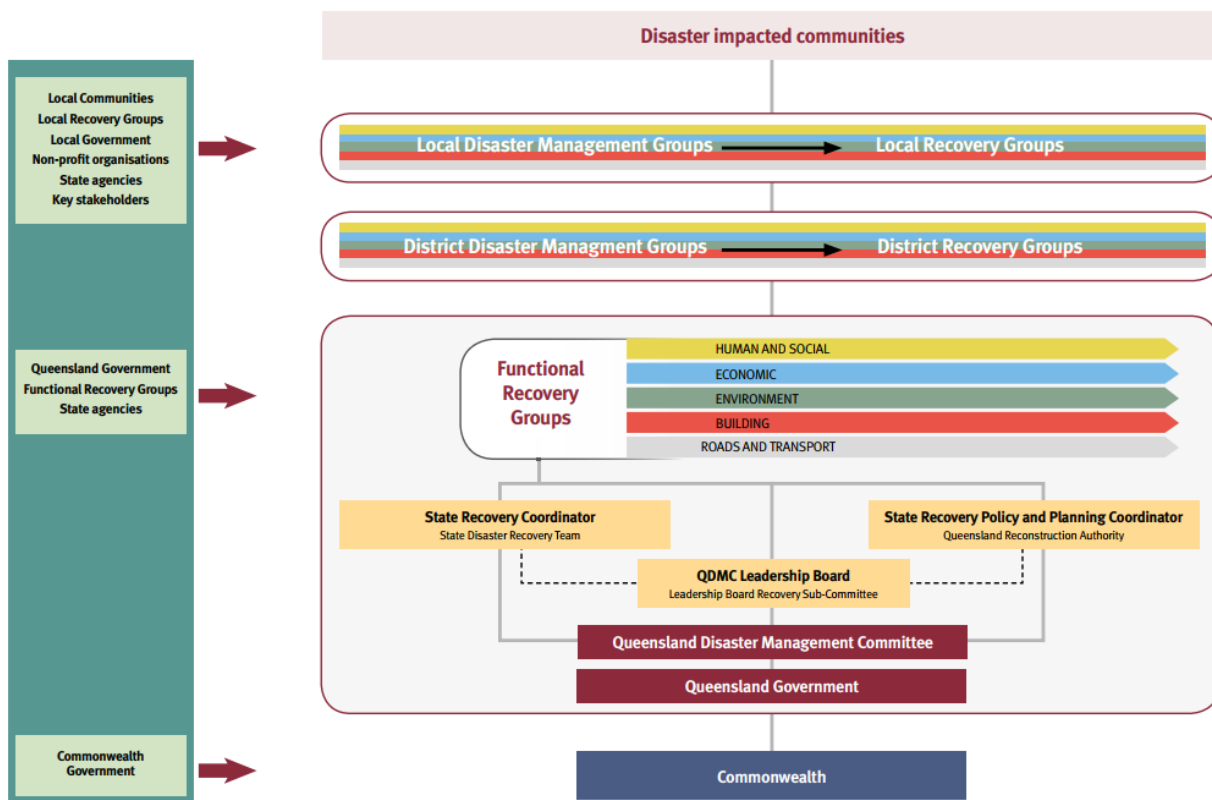 Disaster impacted communities
Local Communities
Local Recovery Groups
Local Government
Non-profit organisations
State agencies
Key stakeholders
Local Disaster Management Groups
Local Recovery Groups
District Disaster Managment Groups
District Recovery Groups
Queensland Government
Functional Recovery Groups
State agencies
Functional
Recovery
Groups
HUMAN AND SOCIAL
ECONOMIC
ENVIRONMENT
BUILDING
ROADS AND TRANSPORT
State Recovery Coordinator
State Disaster Recovery Team
State Recovery Policy and Planning Coordinator
Queensland Reconstruction Authority
QDMC Leadership Board
Leadership Board Recovery Sub-Committee
Queensland Disaster Management Committee
Queensland Government
Commonwealth
Government
Commonwealth